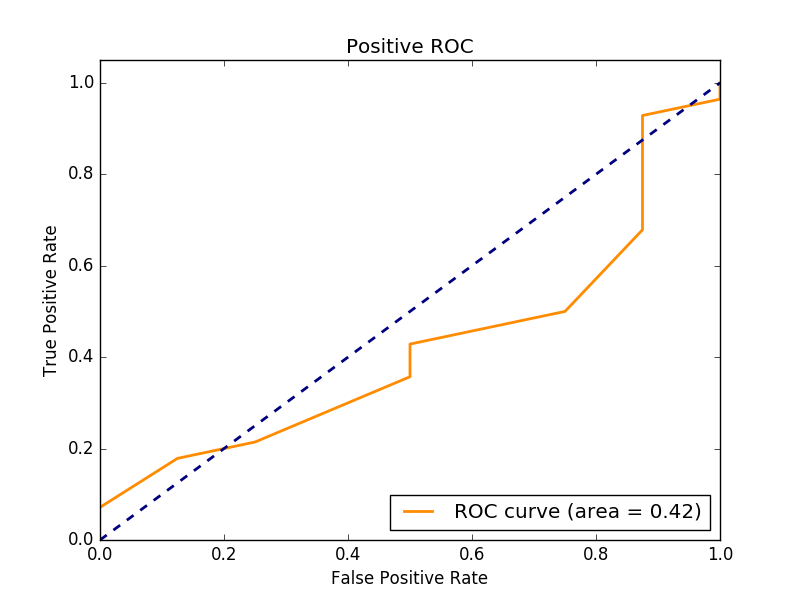 Positive ROC
True Positive Rate
1.0
0.8
0.6
0.4
0.2
0.0
ROC curve (area = 0.42)
0.0 0.2 0.4 0.6 0.8 1.0
False Positive Rate